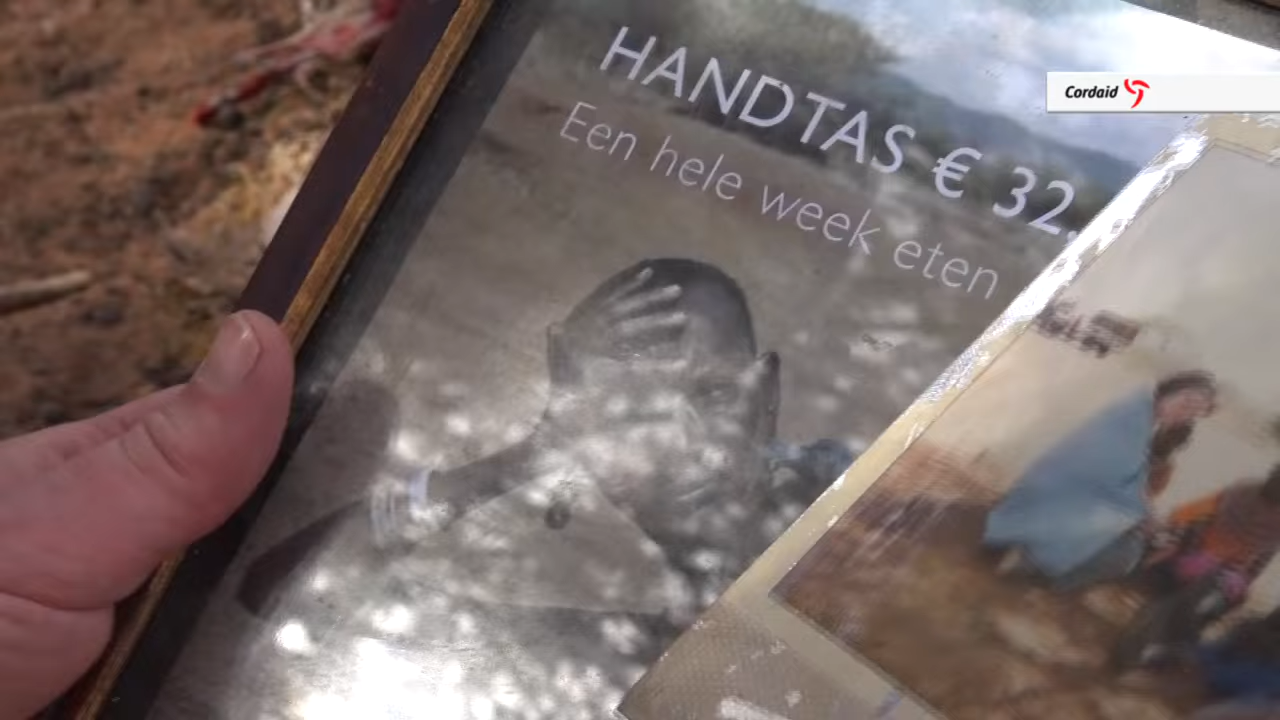 Cordaid
HANDTAS € 32.
Een hele week eten